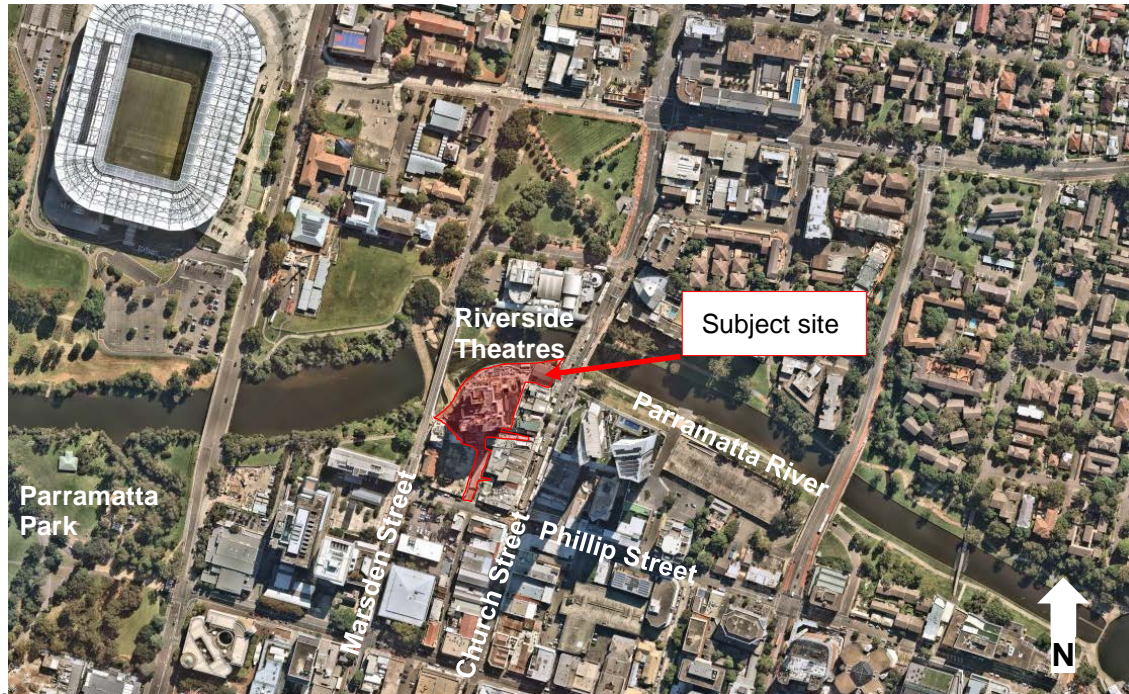 Riverside
Theatres
Subject site
Parramatta River
Parramatta
Park
Marsden Street
Church Street
Phillip Street
N